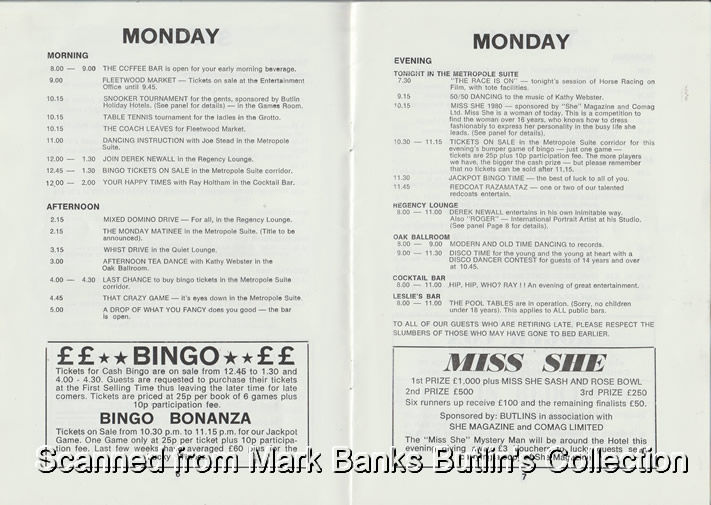 MONDAY
MORNING
8.00 — 9.00 THE COFFEE BAR is open for your early morning beverage.
9.00 FLEETWOOD MARKET — Tickets on sale at the Entertainment
Office until 9.45.
10.15 SNOOKER TOURNAMENT for the gents, sponsored by Butlin
Holiday Hotels. (See panel for details) — in the Games Room.
10.15 TABLE TENNIS tournament for the ladies in the Grotto.
10.15 THE COACH LEAVES for Fleetwood Market.
11.00 DANCING INSTRUCTION with Joe Stead in the Metropole
Suite.
12.00 — 1.30 JOIN DEREK NEWALL in the Regency Lounge.
12.45 — 1.30 BINGO TICKETS ON SALE in the Metropole Suite corridor.
12.00 — 2.00 YOUR HAPPY TIMES with Ray Holtham in the Cocktail Bar.
AFTERNOON
2.15 MIXED DOMINO DRIVE — For all, in the Regency Lounge.
2.15 THE MONDAY MATINEE in the Metropole Suite. (Title to be
announced).
3.15 WHIST DRIVE in the Quiet Lounge.
3.00 AFTERNOON TEA DANCE with Kathy Webster in the
Oak Ballroom.
4.00 — 4.30 LAST CHANCE to buy bingo tickets in the Metropole Suite
corridor.
4.45 THAT CRAZY GAME — it's eyes down in the Metropole Suite.
5.00 A DROP OF WHAT YOU FANCY does you good — the bar
is open.
££★★BINGO★★££
Tickets for Cash Bingo are on sale from 12.45 to 1.30 and
4.00 - 4.30. Guests are requested to purchase their tickets
at the First Selling Time thus leaving the later time for late
comers. Tickets are priced at 25p per book of 6 games plus
10p participation fee.
BINGO BONANZA
Tickets on Sale from 10.30 p.m. to 11.15 p.m. for our Jackpot
Game. One Game only at 25p per ticket plus 10p participa-
tion fee. Last few weeks have averaged £60 plus for the
6
MONDAY
EVENING
TONIGHT IN THE METROPOLE SUITE
7.30 "THE RACE IS ON" — tonight's session of Horse Racing on
Film, with tote facilities.
9.15 50/50 DANCING to the music of Kathy Webster.
10.15 MISS SHE 1980 — sponsored by "She" Magazine and Comag
Ltd. Miss She is a woman of today. This is a competition to
find the woman over 16 years, who knows how to dress
fashionably to express her personality in the busy life she
leads. (See panel for details).
10.30 — 11.15 TICKETS ON SALE in the Metropole Suite corridor for this
evening's bumper game of bingo — just one game —
tickets are 25p plus 10p participation fee. The more players
we have, the bigger the cash prize — but please remember
that no tickets can be sold after 11.15.
11.30 JACKPOT BINGO TIME — the best of luck to all of you.
11.45 REDCOAT RAZAMATAZ — one or two of our talented
redcoats entertain.
REGENCY LOUNGE
8.00 — 11.00 DEREK NEWALL entertains in his own inimitable way.
Also "ROGER" — International Portrait Artist at his Studio.
(See Page 8 for details).
OAK BALLROOM
8.00 — 9.00 MODERN AND OLD TIME DANCING to records.
9.00 — 11.30 DISCO TIME for the young and the young at heart with a
DISCO DANCER CONTEST for guests of 14 years and over
at 10.45.
COCKTAIL BAR
8.00 — 11.00 HIP, HIP, WHO? RAY !! An evening of great entertainment.
LESLIE'S BAR
8.00 — 11.00 THE POOL TABLES are in operation. (Sorry, no children
under 18 years). This applies to ALL public bars.
TO ALL OF OUR GUESTS WHO ARE RETIRING LATE, PLEASE RESPECT THE
SLUMBERS OF THOSE WHO MAY HAVE GONE TO BED EARLIER.
MISS SHE
1st PRIZE £1,000 plus MISS SHE SASH AND ROSE BOWL
2nd PRIZE £500 3rd PRIZE £250
Six runners up receive £100 and the remaining finalists £50.
Sponsored by: BUTLINS in association with
SHE MAGAZINE and COMAG LIMITED
The "Miss She" Mystery Man will be around the Hotel this
evening giving £3 vouchers to lucky guests
7
Scanned from Mark Banks Butlin's Collection